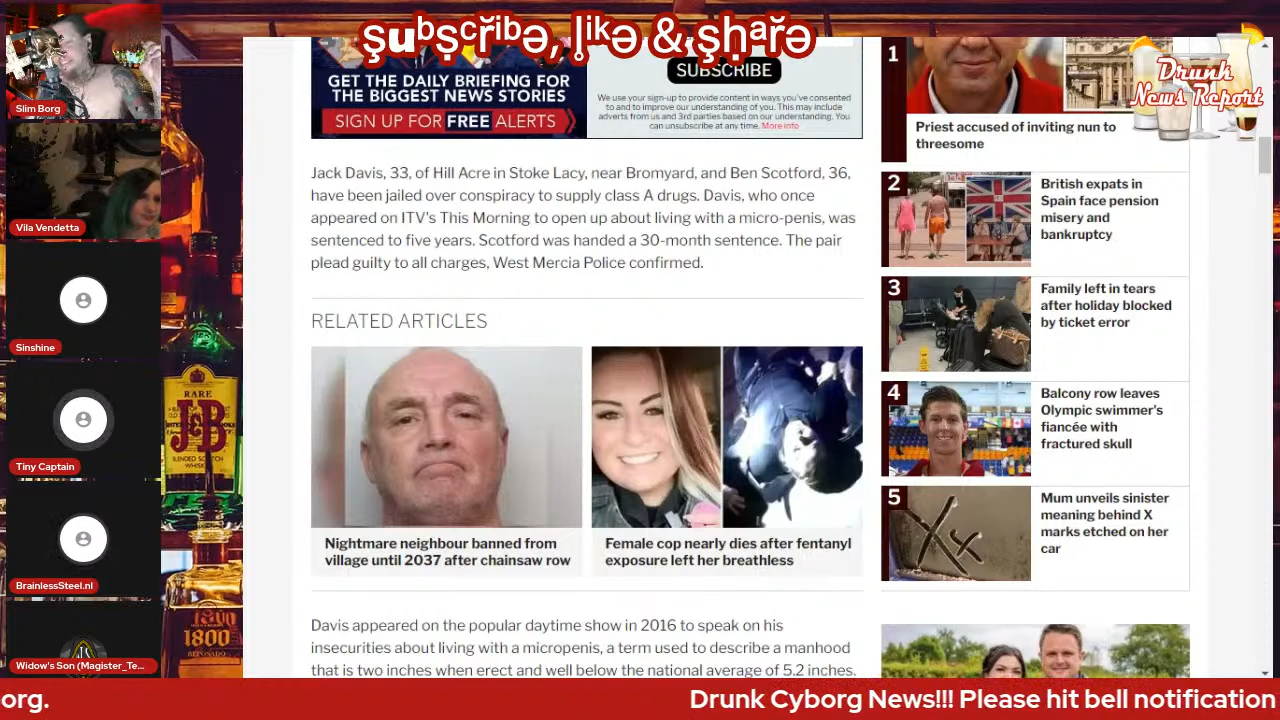 şuᵇşᶜřⁱᵇə, ļⁱᵏə & şḥᵃřə
Slim Borg
Vila Vendetta
Sinshine
Tiny Captain
BrainlessSteel.nl
Widow's Son (Magister_Te...
RARE
J&B
BLENDED SCOTCH
WHISKY
1800
1800
REPOSADO
GET THE DAILY BRIEFING FOR
THE BIGGEST NEWS STORIES
SIGN UP FOR FREE ALERTS
SUBSCRIBE
We use your sign-up to provide content in ways you've consented
to and to improve our understanding of you. This may include
adverts from us and 3rd parties based on our understanding. You
can unsubscribe at any time. More info
Jack Davis, 33, of Hill Acre in Stoke Lacy, near Bromyard, and Ben Scotford, 36,
have been jailed over conspiracy to supply class A drugs. Davis, who once
appeared on ITV's This Morning to open up about living with a micro-penis, was
sentenced to five years. Scotford was handed a 30-month sentence. The pair
plead guilty to all charges, West Mercia Police confirmed.
RELATED ARTICLES
Nightmare neighbour banned from
village until 2037 after chainsaw row
Female cop nearly dies after fentanyl
exposure left her breathless
Davis appeared on the popular daytime show in 2016 to speak on his
insecurities about living with a micropenis, a term used to describe a manhood
that is two inches when erect and well below the national average of 5.2 inches.
Drunk
News Report
1
Priest accused of inviting nun to
threesome
2
British expats in
Spain face pension
misery and
bankruptcy
3
Family left in tears
after holiday blocked
by ticket error
4
Balcony row leaves
Olympic swimmer's
fiancée with
fractured skull
5
Mum unveils sinister
meaning behind X
marks etched on her
car
org.
Drunk Cyborg News!!! Please hit bell notification